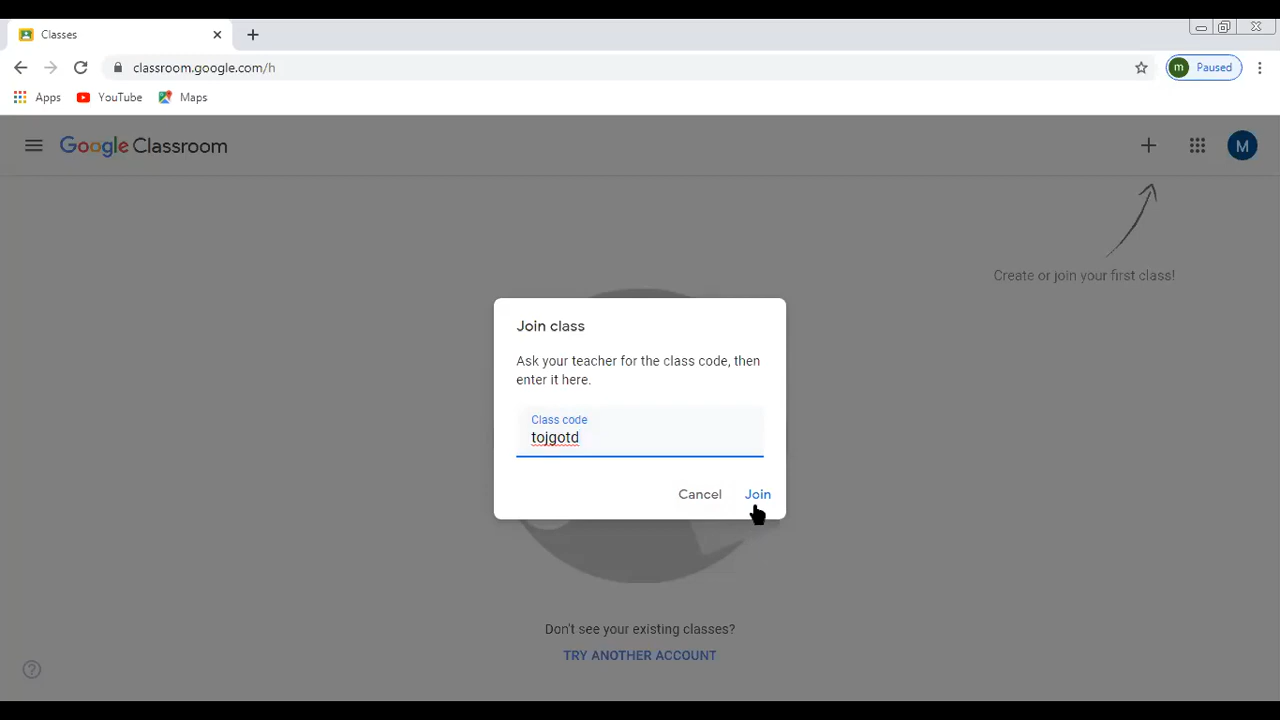 Classes
classroom.google.com/h
m Paused
Apps YouTube Maps
Google Classroom
M
Create or join your first class!
Join class
Ask your teacher for the class code, then
enter it here.
Class code
tojgotd
Cancel Join
Don't see your existing classes?
TRY ANOTHER ACCOUNT